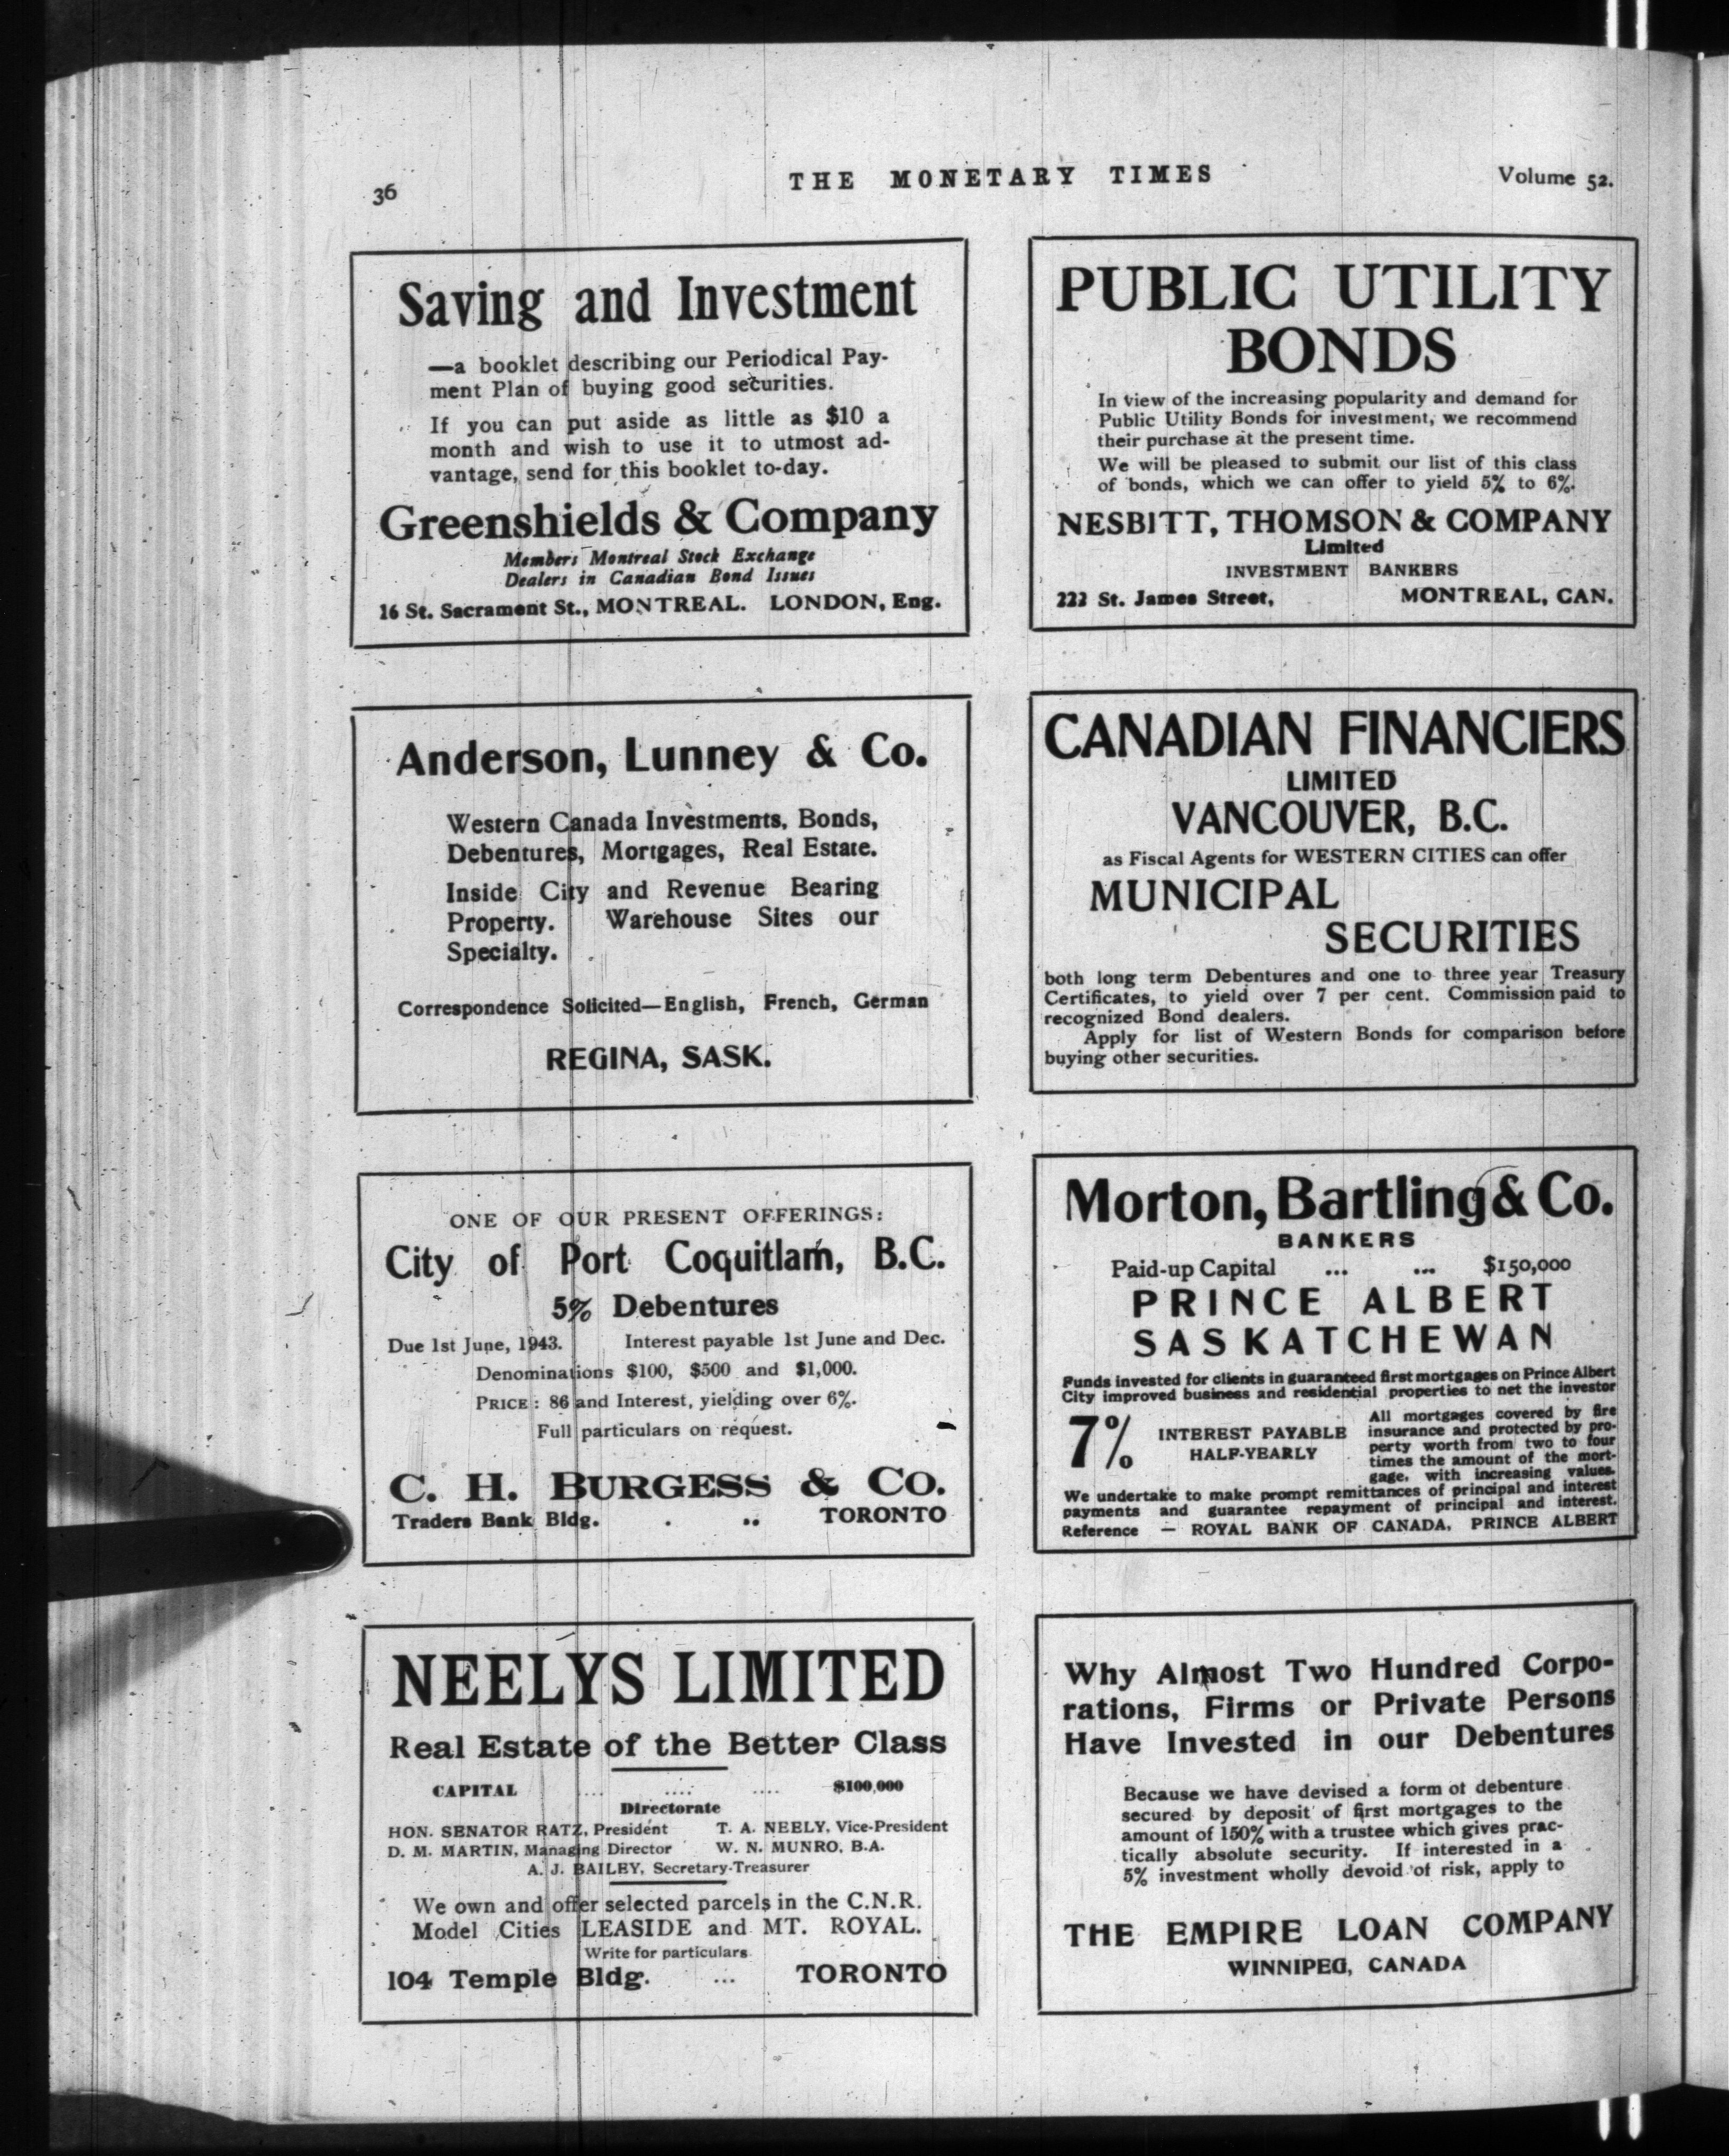 36
THE MONETARY TIMES
Volume 52.
Saving and Investment
—a booklet describing our Periodical Pay-
ment Plan of buying good securities.
If you can put aside as little as $10 a
month and wish to use it to utmost ad-
vantage, send for this booklet to-day.
Greenshields & Company
Members Montreal Stock Exchange
Dealers in Canadian Bond Issues
16 St. Sacrament St., MONTREAL. LONDON, Eng.
PUBLIC UTILITY
BONDS
In view of the increasing popularity and demand for
Public Utility Bonds for investment, we recommend
their purchase at the present time.
We will be pleased to submit our list of this class
of bonds, which we can offer to yield 5% to 6%.
NESBITT, THOMSON & COMPANY
Limited
INVESTMENT BANKERS
222 St. James Street, MONTREAL, CAN.
Anderson, Lunney & Co.
Western Canada Investments, Bonds,
Debentures, Mortgages, Real Estate.
Inside City and Revenue Bearing
Property. Warehouse Sites our
Specialty.
Correspondence Solicited—English, French, German
REGINA, SASK.
CANADIAN FINANCIERS
LIMITED
VANCOUVER, B.C.
as Fiscal Agents for WESTERN CITIES can offer
MUNICIPAL
SECURITIES
both long term Debentures and one to three year Treasury
Certificates, to yield over 7 per cent. Commission paid to
recognized Bond dealers.
Apply for list of Western Bonds for comparison before
buying other securities.
ONE OF OUR PRESENT OFFERINGS:
City of Port Coquitlam, B.C.
5% Debentures
Due 1st June, 1943. Interest payable 1st June and Dec.
Denominations $100, $500 and $1,000.
PRICE: 86 and Interest, yielding over 6%.
Full particulars on request.
C. H. BURGESS & CO.
Traders Bank Bldg. . .. TORONTO
Morton, Bartling & Co.
BANKERS
Paid-up Capital ... ... $150,000
PRINCE ALBERT
SASKATCHEWAN
Funds invested for clients in guaranteed first mortgages on Prince Albert
City improved business and residential properties to net the investor
7% INTEREST PAYABLE
HALF-YEARLY
All mortgages covered by fire
insurance and protected by pro-
perty worth from two to four
times the amount of the mort-
gage, with increasing values.
We undertake to make prompt remittances of principal and interest
payments and guarantee repayment of principal and interest.
Reference — ROYAL BANK OF CANADA, PRINCE ALBERT
NEELYS LIMITED
Real Estate of the Better Class
CAPITAL .... .... .... $100,000
Directorate
HON. SENATOR RATZ, President T. A. NEELY, Vice-President
D. M. MARTIN, Managing Director W. N. MUNRO, B.A.
A. J. BAILEY, Secretary-Treasurer
We own and offer selected parcels in the C.N.R.
Model Cities LEASIDE and MT. ROYAL.
Write for particulars
104 Temple Bldg. ... TORONTO
Why Almost Two Hundred Corpo-
rations, Firms or Private Persons
Have Invested in our Debentures
Because we have devised a form of debenture
secured by deposit of first mortgages to the
amount of 150% with a trustee which gives prac-
tically absolute security. If interested in a
5% investment wholly devoid of risk, apply to
THE EMPIRE LOAN COMPANY
WINNIPEG, CANADA